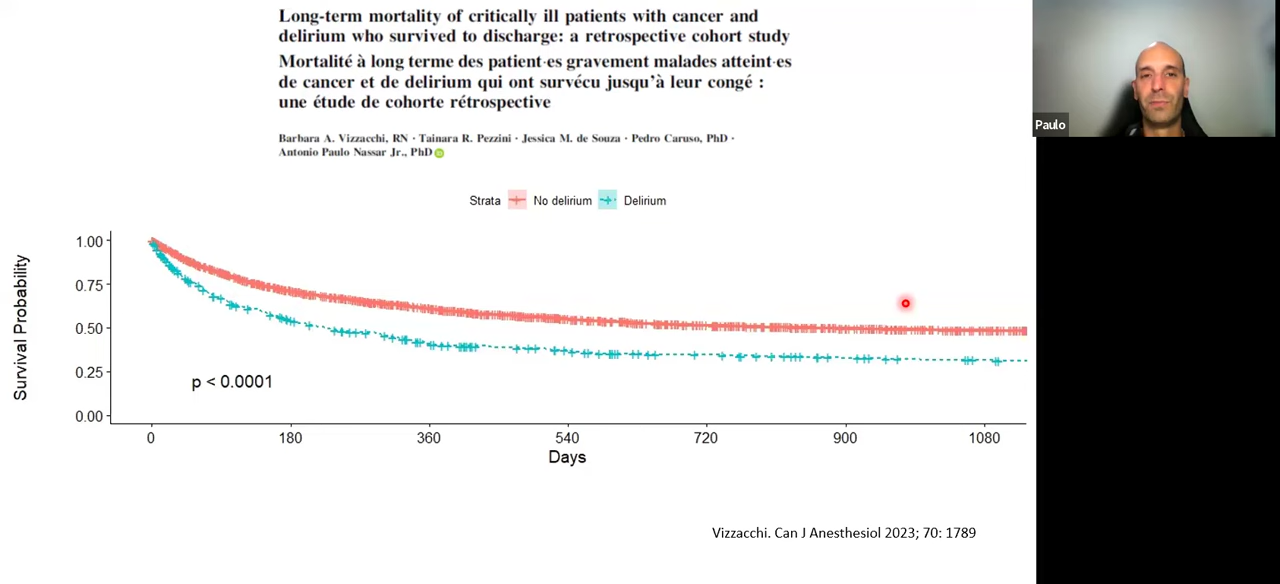 Long-term mortality of critically ill patients with cancer and
delirium who survived to discharge: a retrospective cohort study
Mortalité à long terme des patient·es gravement malades atteint·es
de cancer et de delirium qui ont survécu jusqu'à leur congé :
une étude de cohorte rétrospective
Barbara A. Vizzacchi, RN · Tainara R. Pezzini · Jessica M. de Souza · Pedro Caruso, PhD ·
Antonio Paulo Nassar Jr., PhD
Paulo
Strata No delirium Delirium
Survival Probability
1.00
0.75
0.50
0.25
0.00
p < 0.0001
0 180 360 540 720 900 1080
Days
Vizzacchi. Can J Anesthesiol 2023; 70: 1789